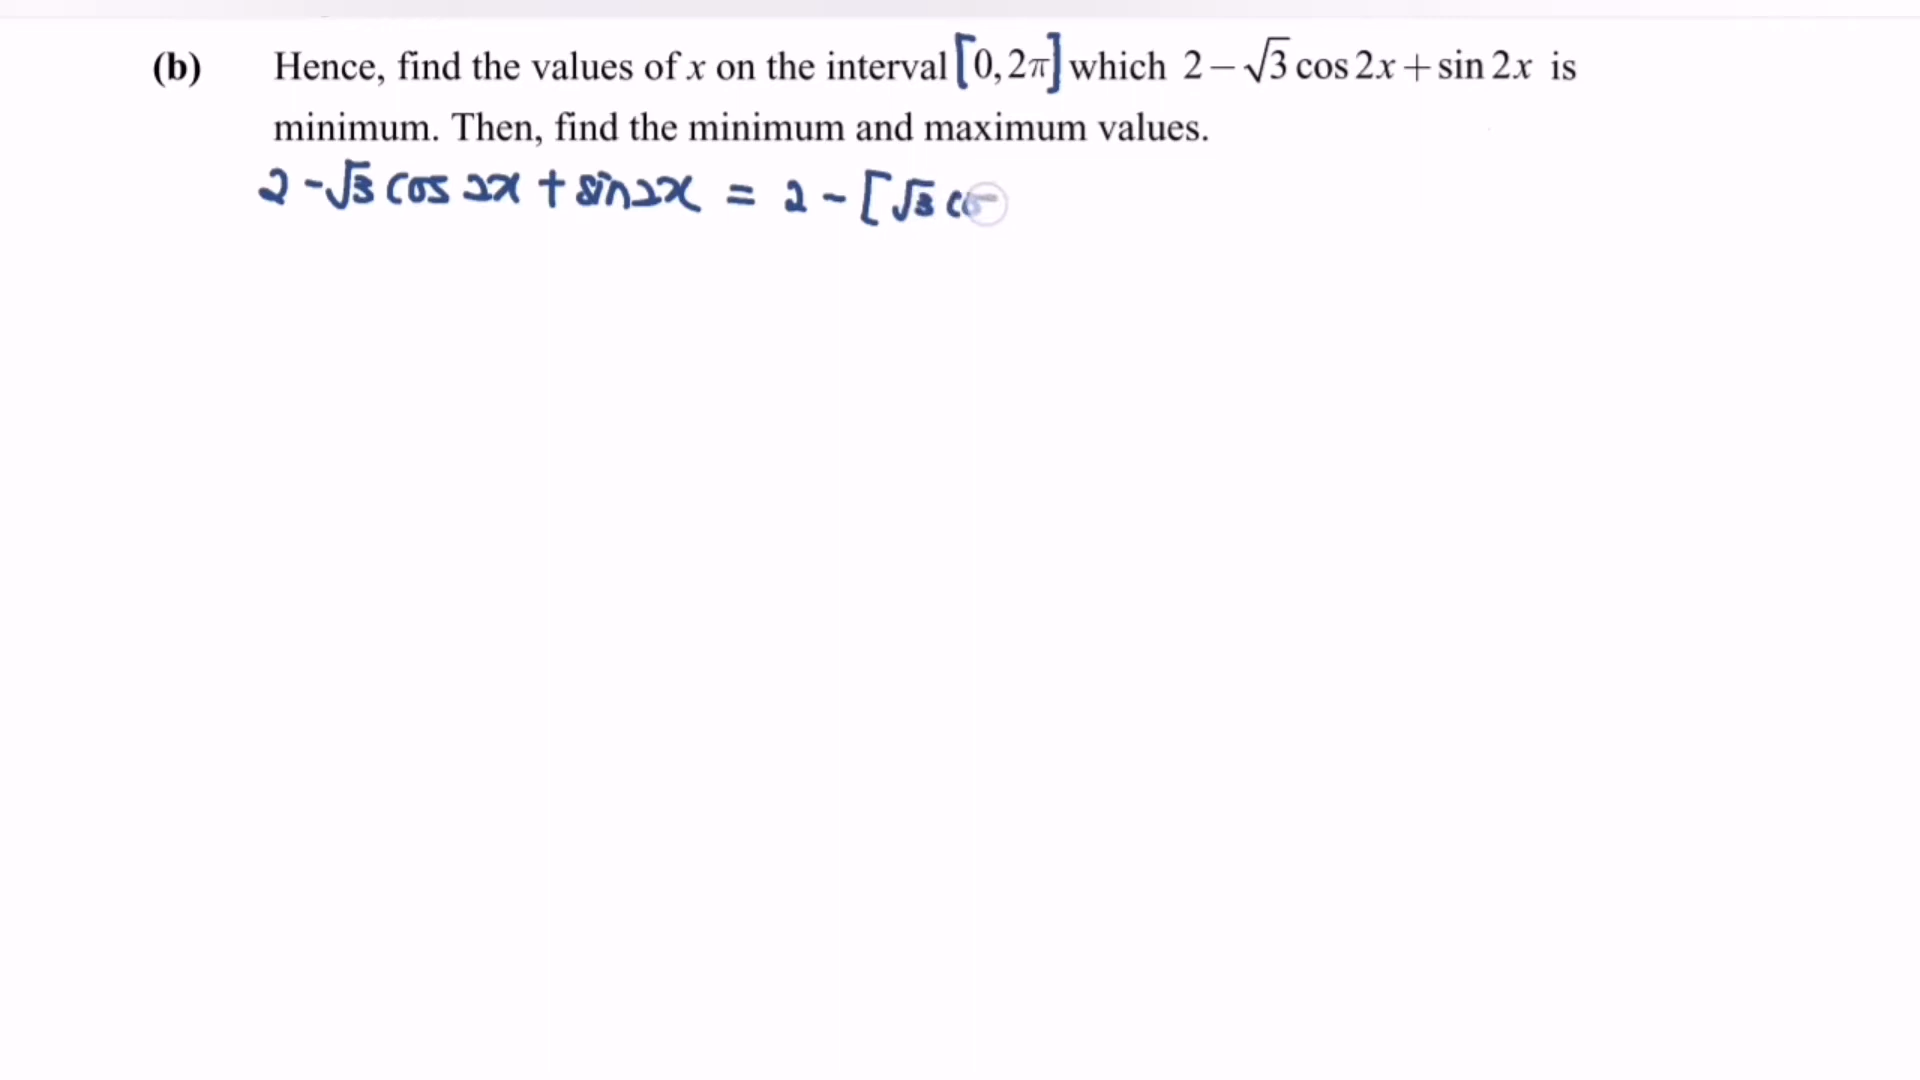 (b) Hence, find the values of x on the interval [0, 2π] which 2 − √3 cos 2x + sin 2x is
minimum. Then, find the minimum and maximum values.
2 - √3 cos 2x + sin 2x = 2 - [√3 co